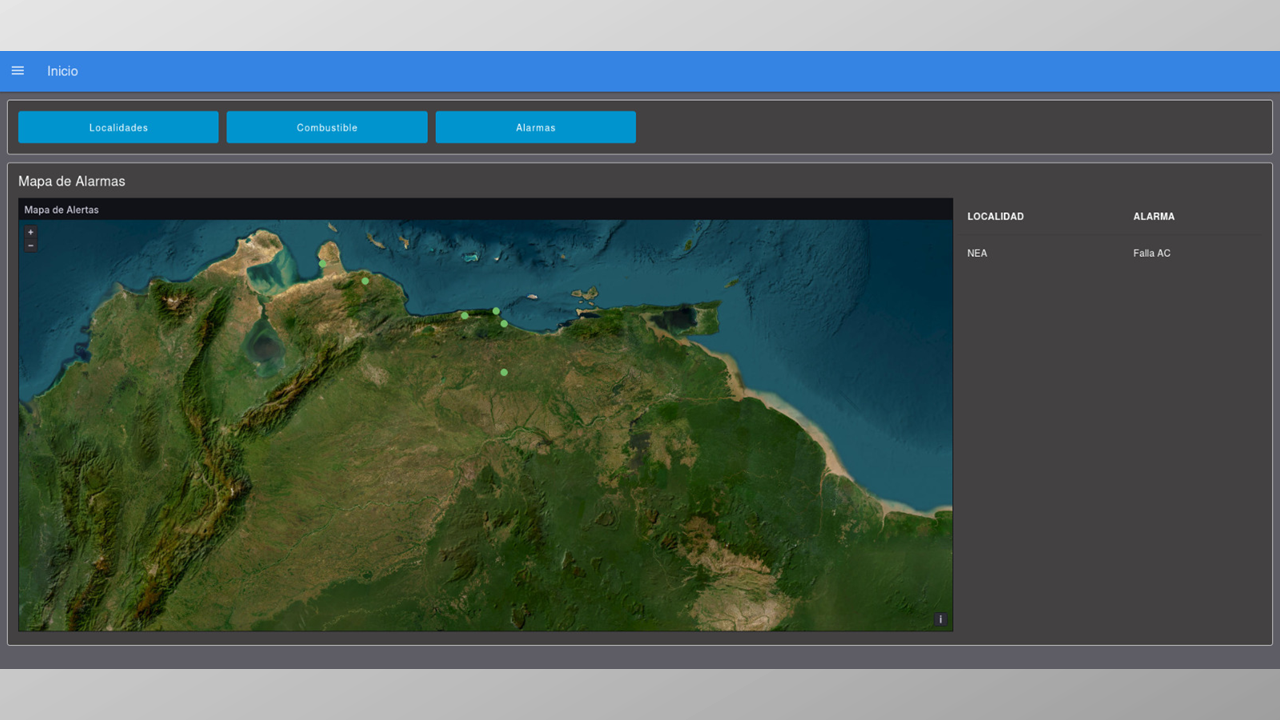 Inicio
Localidades
Combustible
Alarmas
Mapa de Alarmas
Mapa de Alertas
+
−
LOCALIDAD ALARMA
NEA Falla AC
i